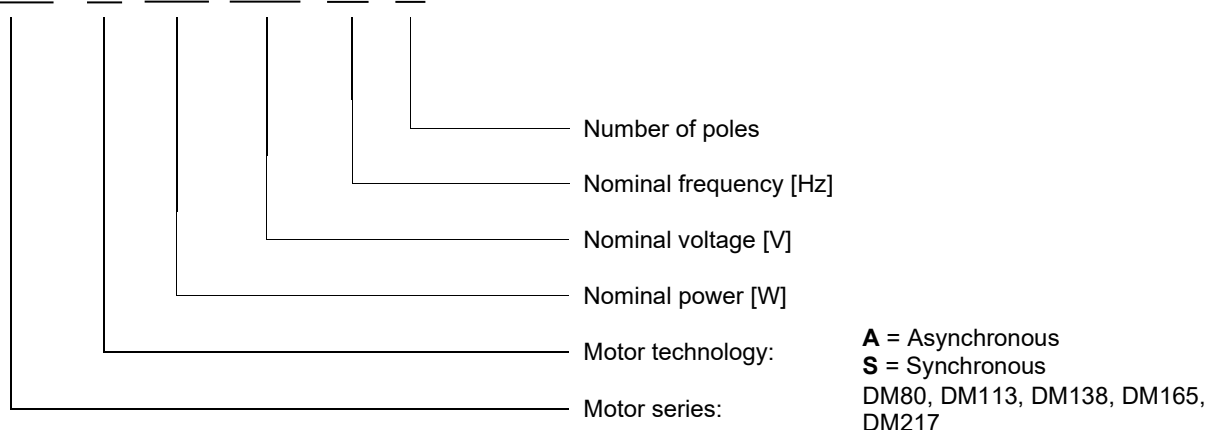 Number of poles
Nominal frequency [Hz]
Nominal voltage [V]
Nominal power [W]
Motor technology:
A = Asynchronous
S = Synchronous
Motor series:
DM80, DM113, DM138, DM165,
DM217